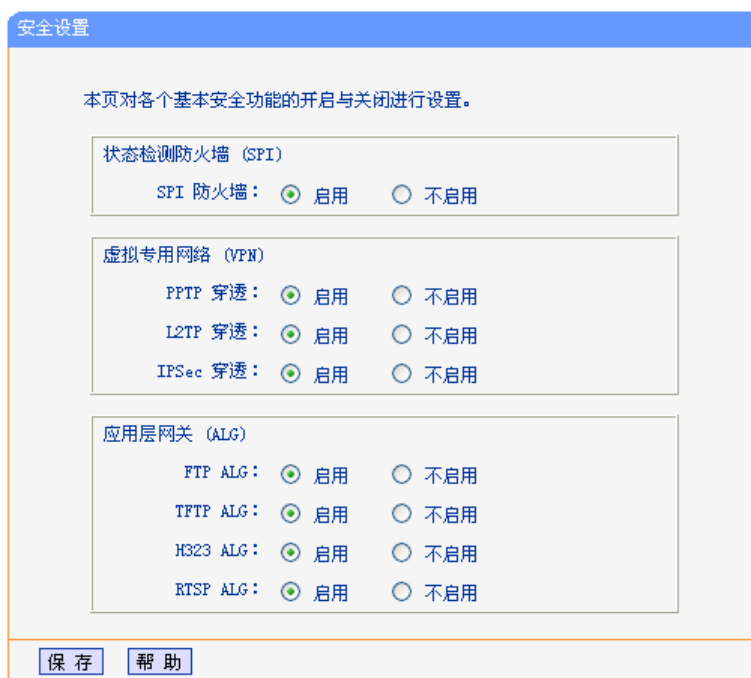 安全设置
本页对各个基本安全功能的开启与关闭进行设置。
状态检测防火墙 (SPI)
SPI 防火墙： 启用 不启用
虚拟专用网络 (VPN)
PPTP 穿透： 启用 不启用
L2TP 穿透： 启用 不启用
IPSec 穿透： 启用 不启用
应用层网关 (ALG)
FTP ALG： 启用 不启用
TFTP ALG： 启用 不启用
H323 ALG： 启用 不启用
RTSP ALG： 启用 不启用
保 存 帮 助